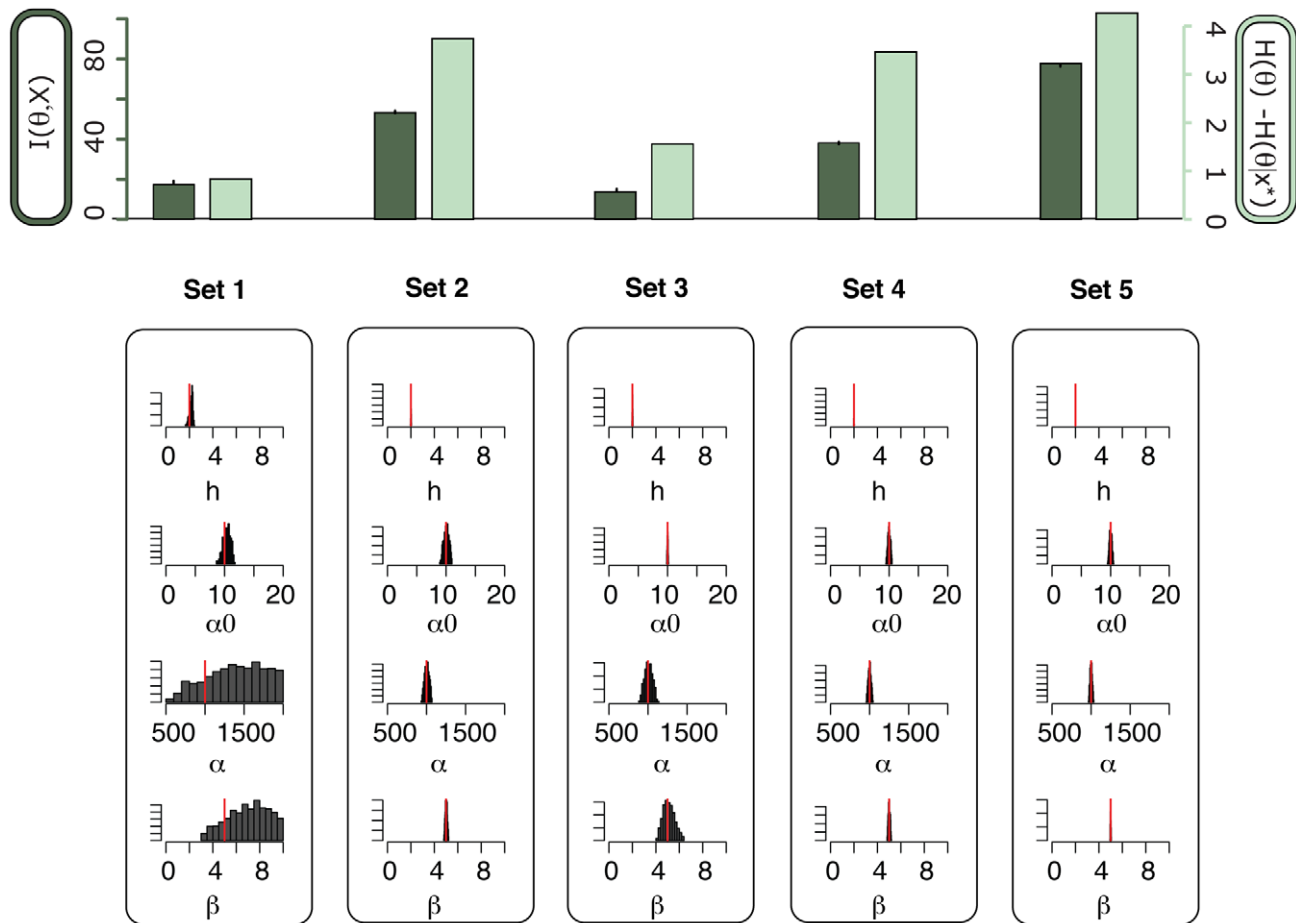 I(θ,X)
80
40
0
4
3
2
1
0
H(θ) -H(θ|x*)
Set 1 Set 2 Set 3 Set 4 Set 5
0 4 8 0 4 8 0 4 8 0 4 8 0 4 8
h h h h h
0 10 20 0 10 20 0 10 20 0 10 20 0 10 20
α0 α0 α0 α0 α0
500 1500 500 1500 500 1500 500 1500 500 1500
α α α α α
0 4 8 0 4 8 0 4 8 0 4 8 0 4 8
β β β β β